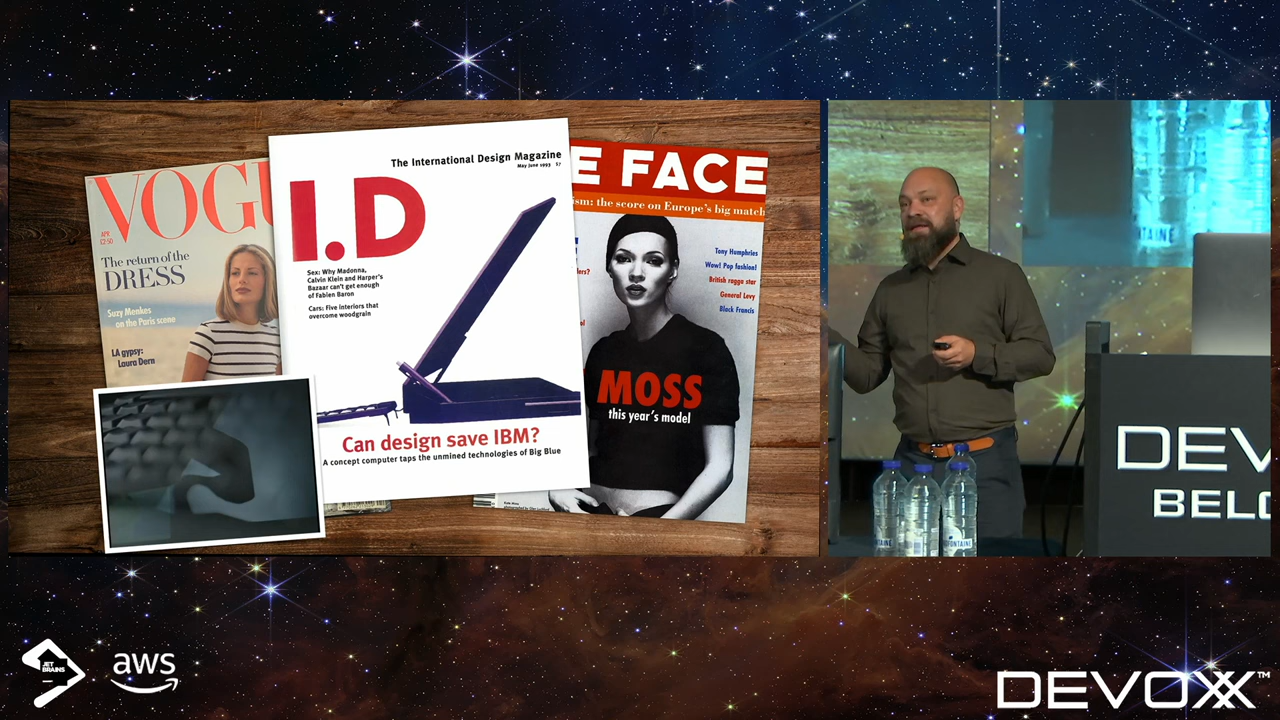 VOGU
APR
£2·50
The return of the
DRESS
Suzy Menkes
on the Paris scene
LA gypsy:
Laura Dern
The International Design Magazine
May June 1993 $7
I.D
Sex: Why Madonna,
Calvin Klein and Harper's
Bazaar can't get enough
of Fabien Baron
Cars: Five interiors that
overcome woodgrain
Can design save IBM?
A concept computer taps the unmined technologies of Big Blue
E FACE
ism: the score on Europe's big match
Tony Humphries
Wow! Pop fashion!
British ragga star
General Levy
Black Francis
MOSS
this year's model
DEV
BELG
JET
BRAINS
aws
DEVOXX™